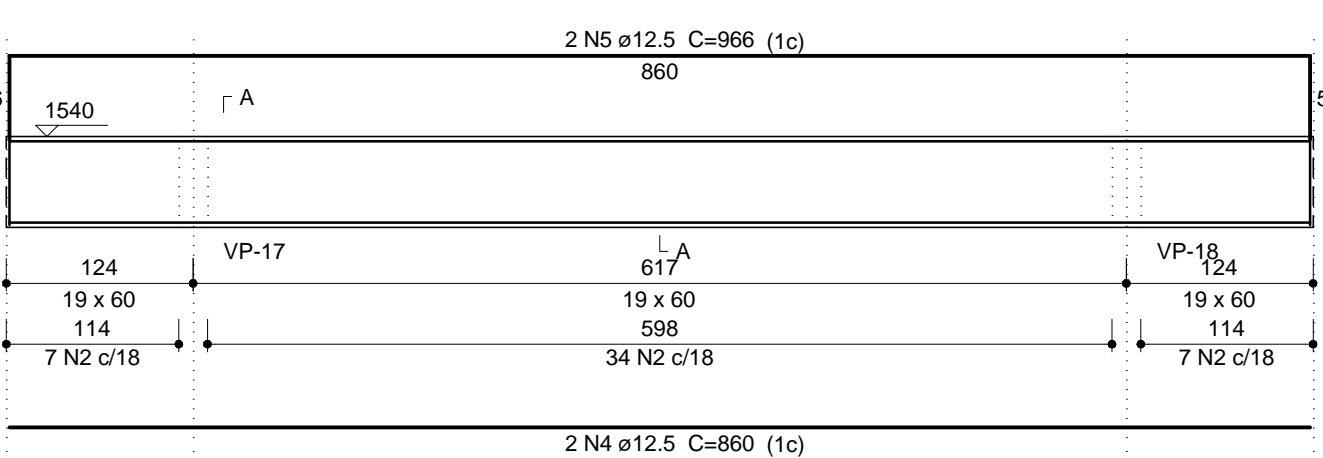 2 N5 ø12.5 C=966 (1c)
860
A
1540
VP-17
A
VP-18
124
617
124
19 x 60
19 x 60
19 x 60
114
598
114
7 N2 c/18
34 N2 c/18
7 N2 c/18
2 N4 ø12.5 C=860 (1c)